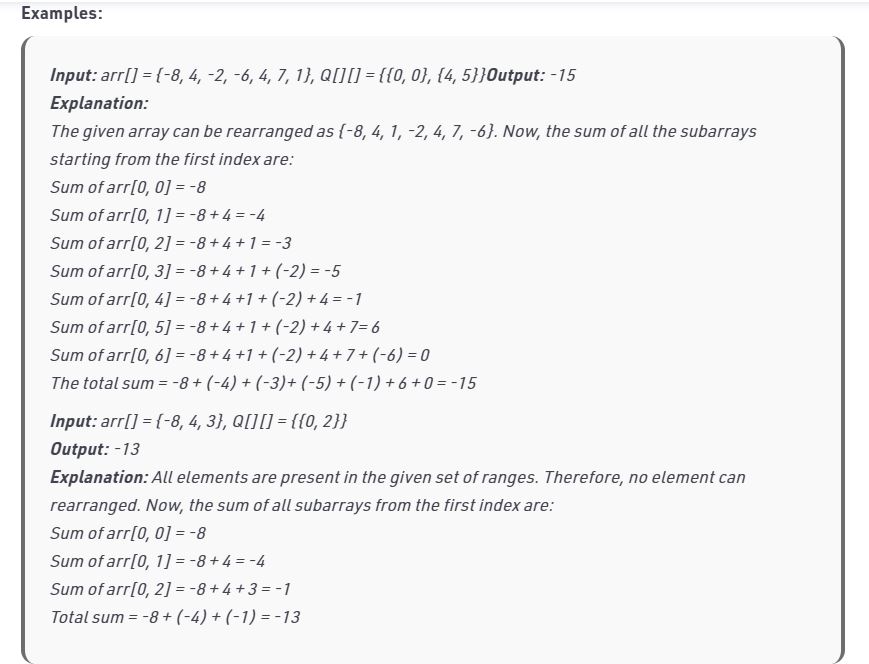 Examples:
Input: arr[] = {-8, 4, -2, -6, 4, 7, 1}, Q[][] = {{0, 0}, {4, 5}}Output: -15
Explanation:
The given array can be rearranged as {-8, 4, 1, -2, 4, 7, -6}. Now, the sum of all the subarrays
starting from the first index are:
Sum of arr[0, 0] = -8
Sum of arr[0, 1] = -8 + 4 = -4
Sum of arr[0, 2] = -8 + 4 + 1 = -3
Sum of arr[0, 3] = -8 + 4 + 1 + (-2) = -5
Sum of arr[0, 4] = -8 + 4 +1 + (-2) + 4 = -1
Sum of arr[0, 5] = -8 + 4 + 1 + (-2) + 4 + 7= 6
Sum of arr[0, 6] = -8 + 4 +1 + (-2) + 4 + 7 + (-6) = 0
The total sum = -8 + (-4) + (-3)+ (-5) + (-1) + 6 + 0 = -15
Input: arr[] = {-8, 4, 3}, Q[][] = {{0, 2}}
Output: -13
Explanation: All elements are present in the given set of ranges. Therefore, no element can
rearranged. Now, the sum of all subarrays from the first index are:
Sum of arr[0, 0] = -8
Sum of arr[0, 1] = -8 + 4 = -4
Sum of arr[0, 2] = -8 + 4 + 3 = -1
Total sum = -8 + (-4) + (-1) = -13